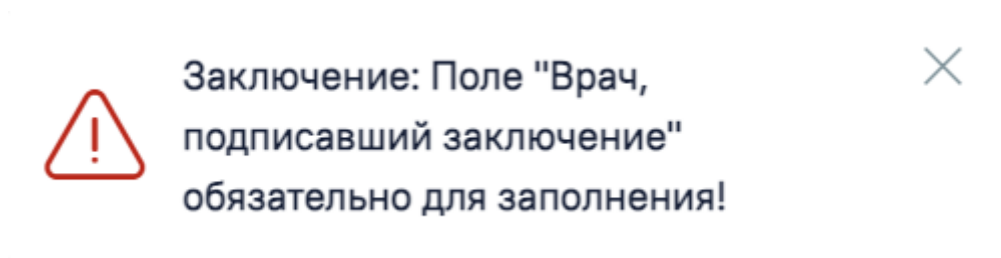 Заключение: Поле "Врач,
подписавший заключение"
обязательно для заполнения!